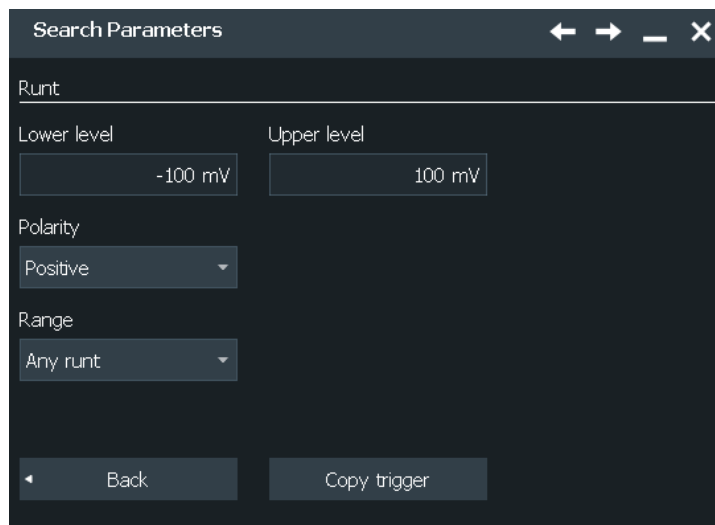 Search Parameters
Runt
Lower level Upper level
-100 mV 100 mV
Polarity
Positive
Range
Any runt
Back Copy trigger